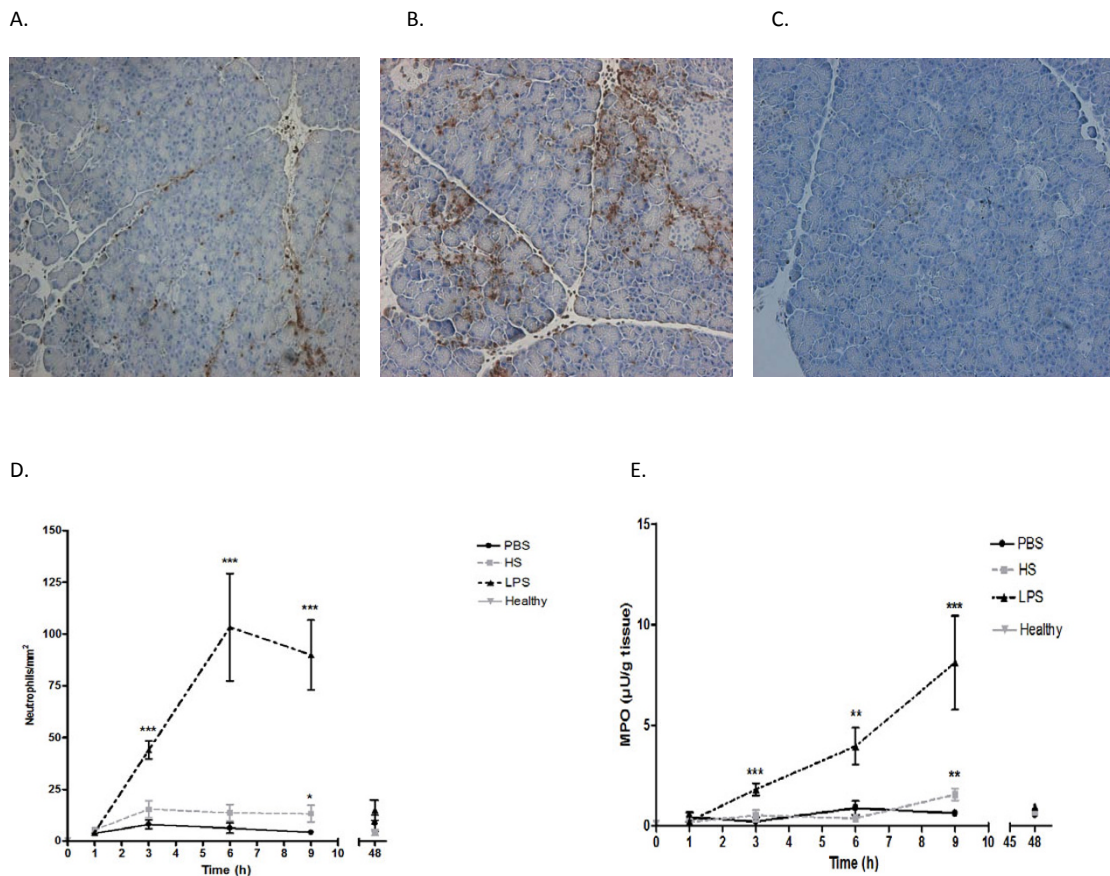 A.
B.
C.
D.
E.
150
125
100
75
50
25
0
Neutrophils/mm²
***
***
***
*
0 1 2 3 4 5 6 7 8 9 10 48
Time (h)
PBS
HS
LPS
Healthy
15
10
5
0
MPO (µU/g tissue)
***
**
***
**
0 1 2 3 4 5 6 7 8 9 10 45 48
Time (h)
PBS
HS
LPS
Healthy